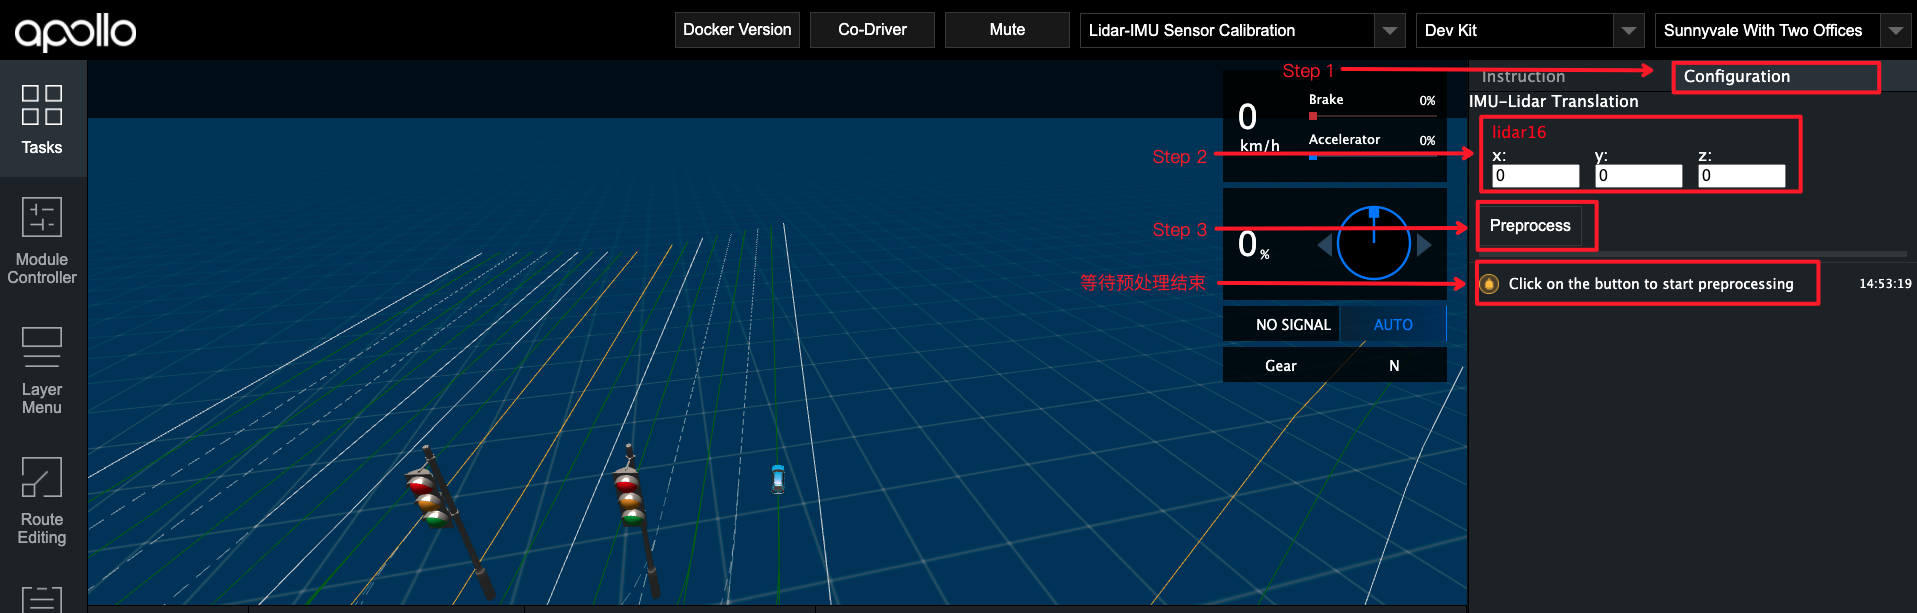 apollo
Docker Version
Co-Driver
Mute
Lidar-IMU Sensor Calibration
Dev Kit
Sunnyvale With Two Offices
Tasks
Module
Controller
Layer
Menu
Route
Editing
Step 1
Step 2
Step 3
等待预处理结束
0
km/h
Brake
0%
Accelerator
0%
0
%
NO SIGNAL
AUTO
Gear
N
Instruction
Configuration
IMU-Lidar Translation
lidar16
x:
y:
z:
0
0
0
Preprocess
Click on the button to start preprocessing
14:53:19